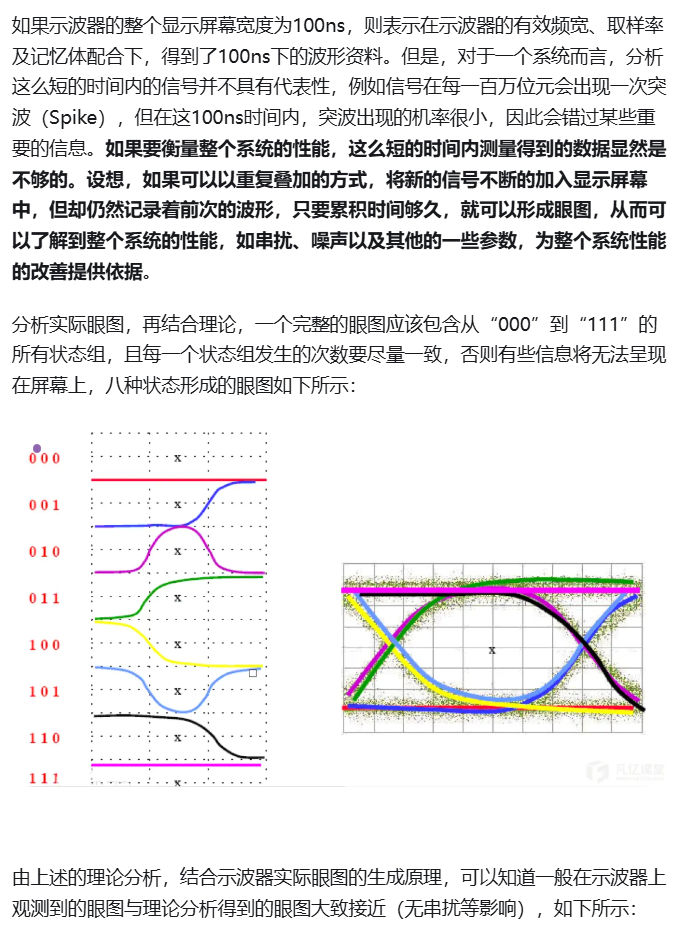 如果示波器的整个显示屏幕宽度为100ns，则表示在示波器的有效频宽、取样率
及记忆体配合下，得到了100ns下的波形资料。但是，对于一个系统而言，分析
这么短的时间内的信号并不具有代表性，例如信号在每一百万位元会出现一次突
波（Spike），但在这100ns时间内，突波出现的机率很小，因此会错过某些重
要的信息。如果要衡量整个系统的性能，这么短的时间内测量得到的数据显然是
不够的。设想，如果可以以重复叠加的方式，将新的信号不断的加入显示屏幕
中，但却仍然记录着前次的波形，只要累积时间够久，就可以形成眼图，从而可
以了解到整个系统的性能，如串扰、噪声以及其他的一些参数，为整个系统性能
的改善提供依据。
分析实际眼图，再结合理论，一个完整的眼图应该包含从“000”到“111”的
所有状态组，且每一个状态组发生的次数要尽量一致，否则有些信息将无法呈现
在屏幕上，八种状态形成的眼图如下所示：
000
x
001
x
010
x
011
x
100
x
101
x
110
x
111
x
x
凡亿课堂
由上述的理论分析，结合示波器实际眼图的生成原理，可以知道一般在示波器上
观测到的眼图与理论分析得到的眼图大致接近（无串扰等影响），如下所示：